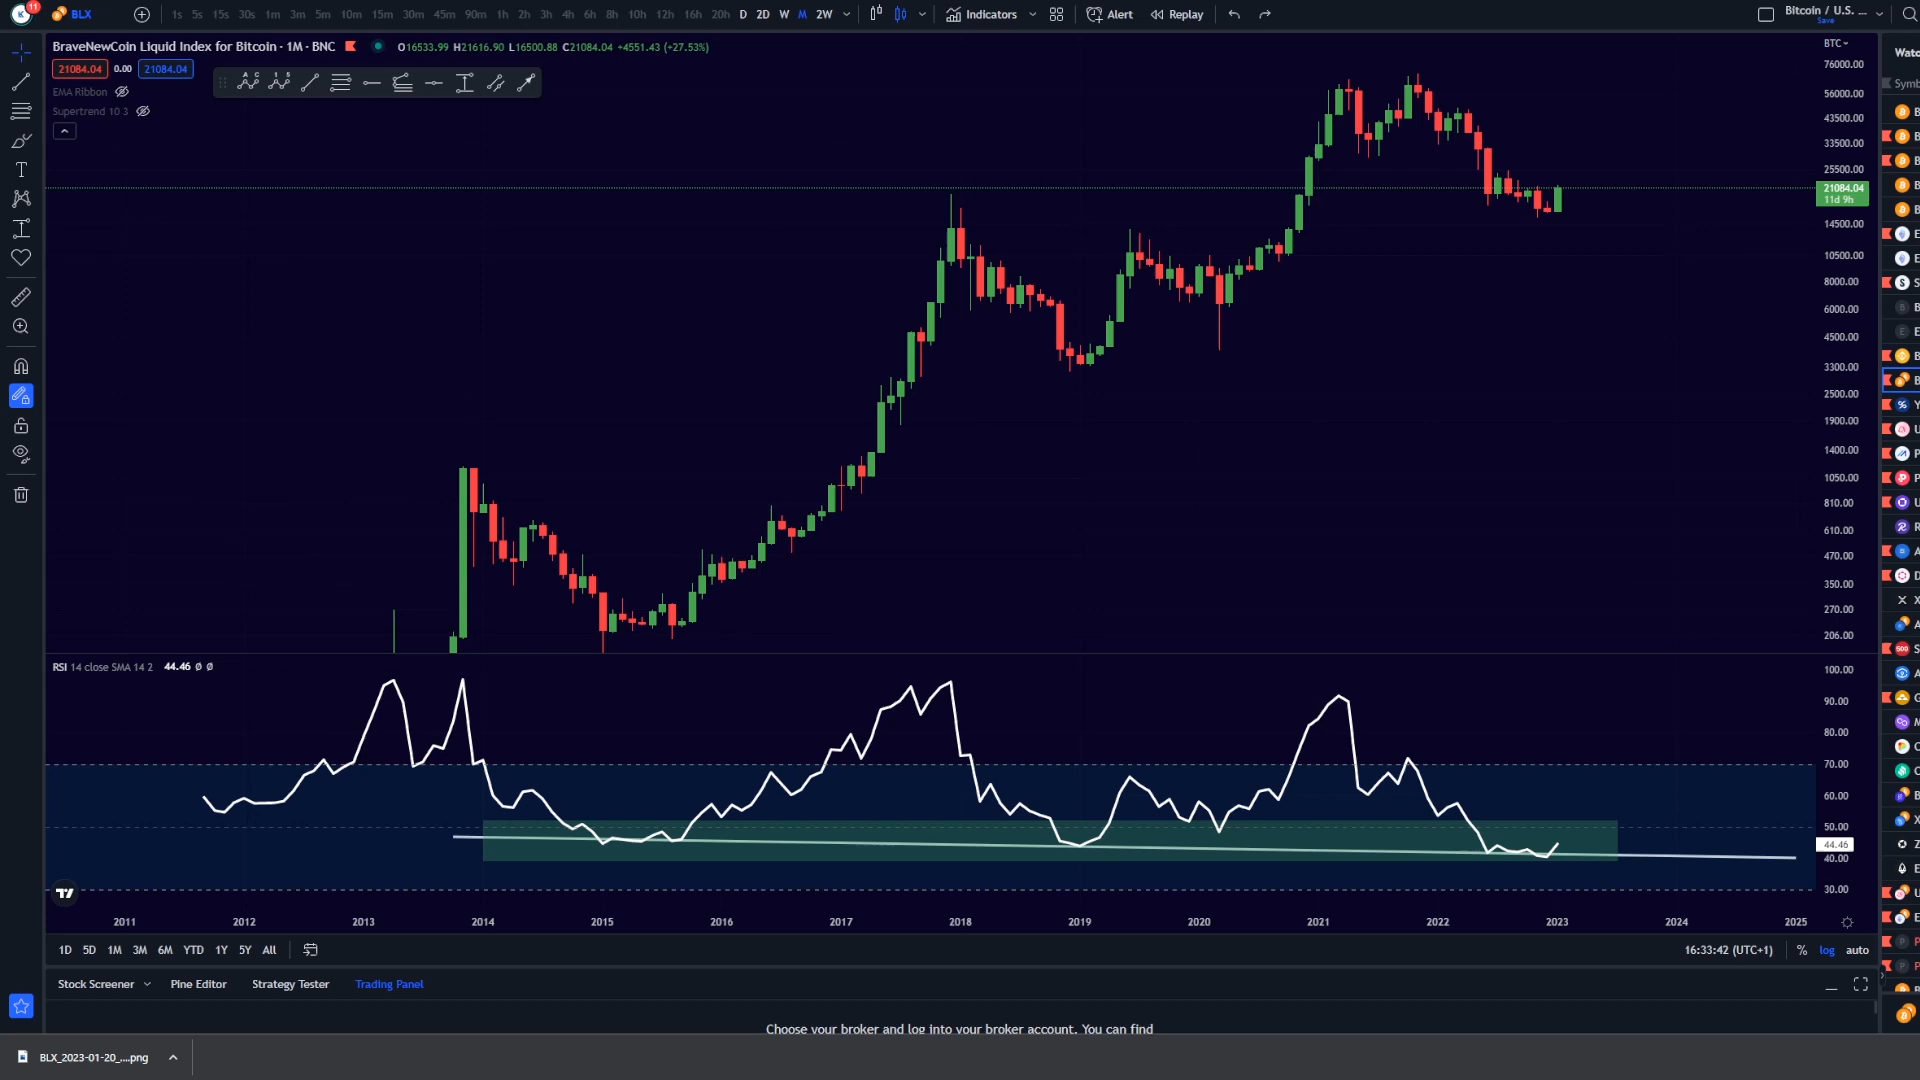 11
BLX
1s 5s 15s 30s 1m 3m 5m 10m 15m 30m 45m 90m 1h 2h 3h 4h 6h 8h 10h 12h 16h 20h D 2D W M 2W
Indicators
Alert
Replay
Bitcoin / U.S. ...
Save
BraveNewCoin Liquid Index for Bitcoin · 1M · BNC
O16533.99 H21616.90 L16500.88 C21084.04 +4551.43 (+27.53%)
BTC
Watc
21084.04 0.00 21084.04
EMA Ribbon
Supertrend 10 3
Symb
76000.00
56000.00
43500.00
33500.00
25500.00
21084.04
11d 9h
14500.00
10500.00
8000.00
6000.00
4500.00
3300.00
2500.00
1900.00
1400.00
1050.00
810.00
610.00
470.00
350.00
270.00
206.00
RSI 14 close SMA 14 2 44.46 Ø Ø
100.00
90.00
80.00
70.00
60.00
50.00
44.46
40.00
30.00
2011 2012 2013 2014 2015 2016 2017 2018 2019 2020 2021 2022 2023 2024 2025
1D 5D 1M 3M 6M YTD 1Y 5Y All
16:33:42 (UTC+1) % log auto
Stock Screener Pine Editor Strategy Tester Trading Panel
Choose your broker and log into your broker account. You can find
BLX_2023-01-20_....png